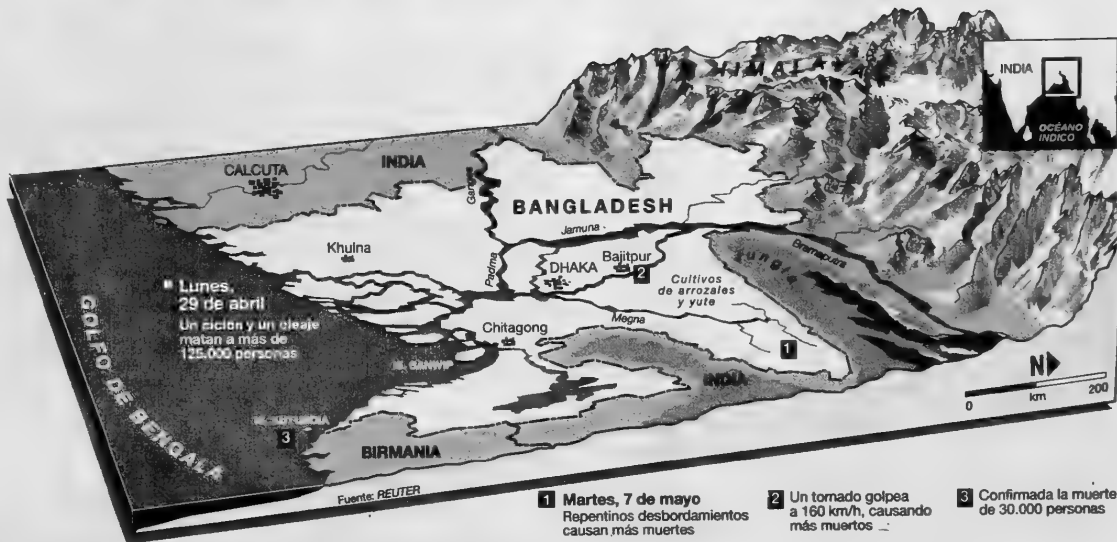 HIMALAYA
INDIA
OCÉANO
INDICO
CALCUTA
INDIA
Ganges
BANGLADESH
Jamuna
Khulna
Padma
DHAKA
Bajitpur
2
Jungla
Bramaputra
Cultivos
de arrozales
y yute
Lunes,
29 de abril
Un ciclón y un oleaje
matan a más de
125.000 personas
GOLFO DE BENGALA
Chitagong
Megna
1
INDIA
N
0
200
km
3
BIRMANIA
Fuente: REUTER
1 Martes, 7 de mayo
Repentinos desbordamientos
causan más muertes
2 Un tornado golpea
a 160 km/h, causando
más muertos
3 Confirmada la muerte
de 30.000 personas